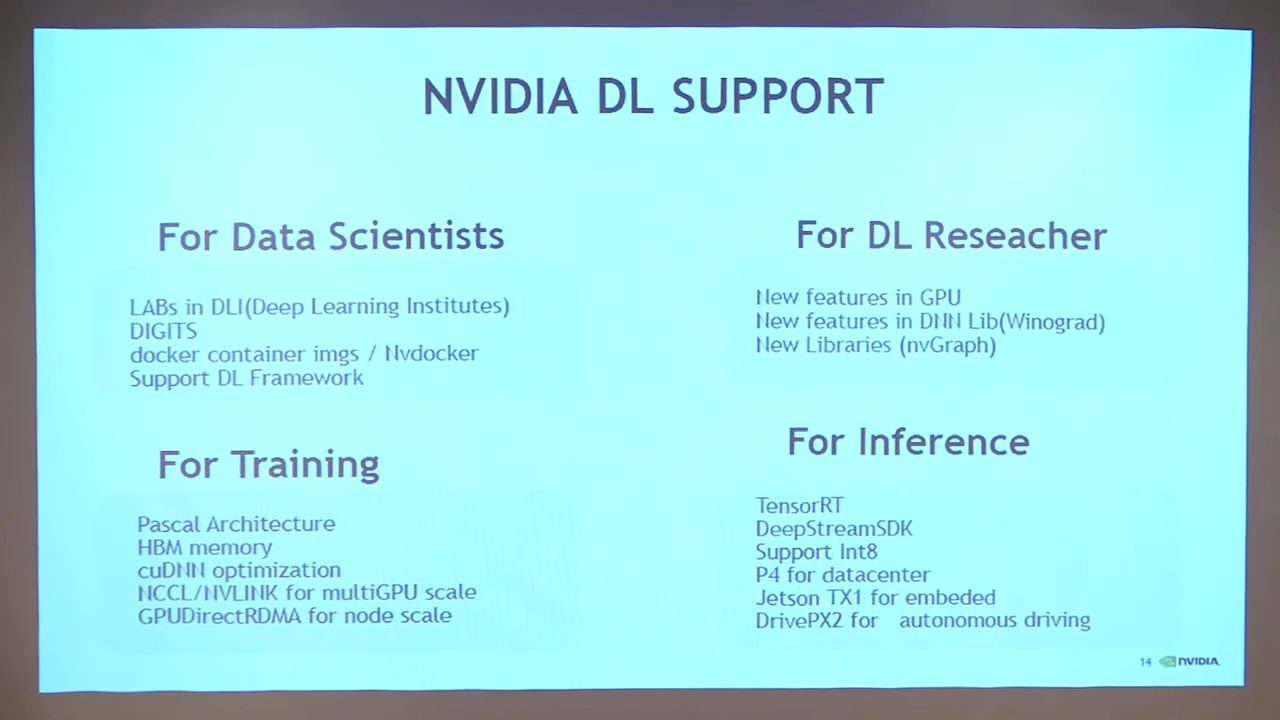 NVIDIA DL SUPPORT
For Data Scientists
LABs in DLI(Deep Learning Institutes)
DIGITS
docker container imgs / Nvdocker
Support DL Framework
For DL Reseacher
New features in GPU
New features in DNN Lib(Winograd)
New Libraries (nvGraph)
For Training
Pascal Architecture
HBM memory
cuDNN optimization
NCCL/NVLINK for multiGPU scale
GPUDirectRDMA for node scale
For Inference
TensorRT
DeepStreamSDK
Support Int8
P4 for datacenter
Jetson TX1 for embeded
DrivePX2 for autonomous driving
14 NVIDIA.